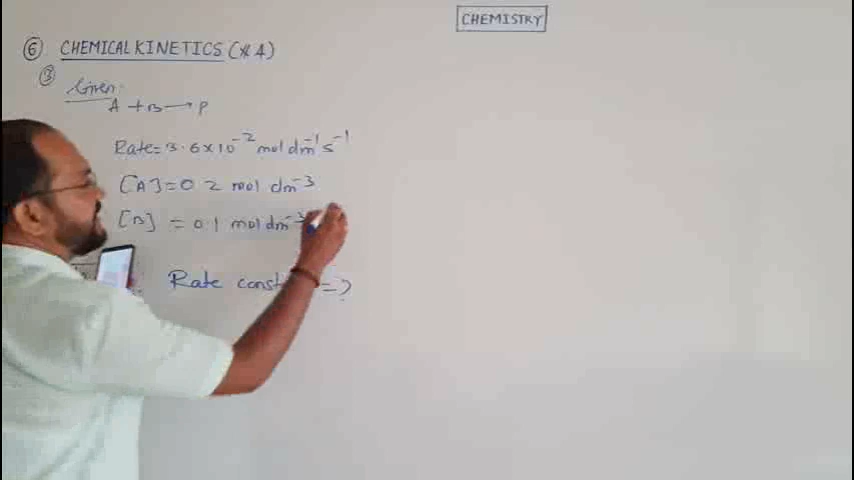 CHEMISTRY
⑥ CHEMICAL KINETICS (× 4)
③ Given:
A + B → P
Rate = 3.6×10⁻² mol dm⁻¹ s⁻¹
[A] = 0.2 mol dm⁻³
[B] = 0.1 mol dm⁻³
Rate = ?